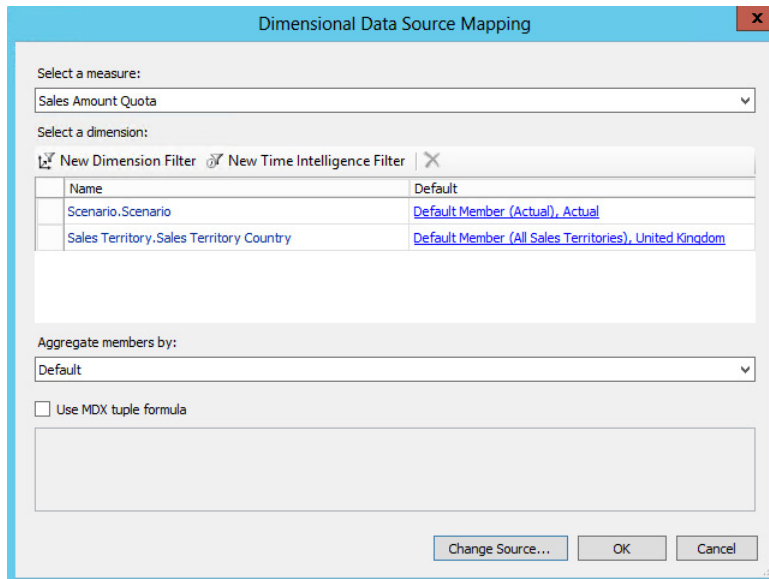 Dimensional Data Source Mapping
x
Select a measure:
Sales Amount Quota
Select a dimension:
New Dimension Filter New Time Intelligence Filter
Name Default
Scenario.Scenario Default Member (Actual), Actual
Sales Territory.Sales Territory Country Default Member (All Sales Territories), United Kingdom
Aggregate members by:
Default
Use MDX tuple formula
Change Source... OK Cancel